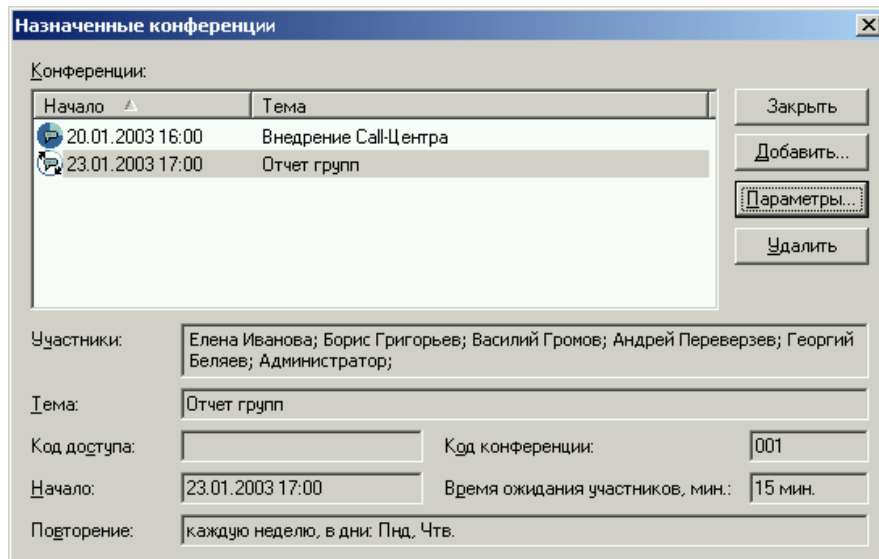 Назначенные конференции
Конференции:
Начало Тема
20.01.2003 16:00 Внедрение Call-Центра
23.01.2003 17:00 Отчет групп
Закрыть
Добавить...
Параметры...
Удалить
Участники: Елена Иванова; Борис Григорьев; Василий Громов; Андрей Переверзев; Георгий
Беляев; Администратор;
Тема: Отчет групп
Код доступа: Код конференции: 001
Начало: 23.01.2003 17:00 Время ожидания участников, мин.: 15 мин.
Повторение: каждую неделю, в дни: Пнд, Чтв.